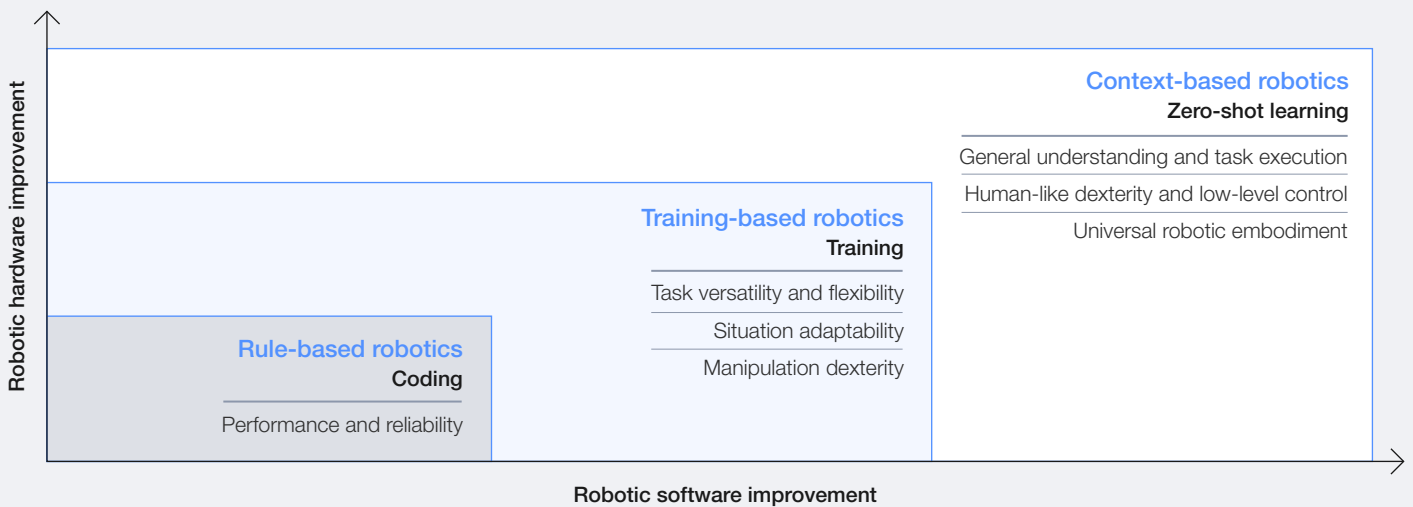 Robotic hardware improvement
Context-based robotics
Zero-shot learning
General understanding and task execution
Human-like dexterity and low-level control
Universal robotic embodiment
Training-based robotics
Training
Task versatility and flexibility
Situation adaptability
Manipulation dexterity
Rule-based robotics
Coding
Performance and reliability
Robotic software improvement